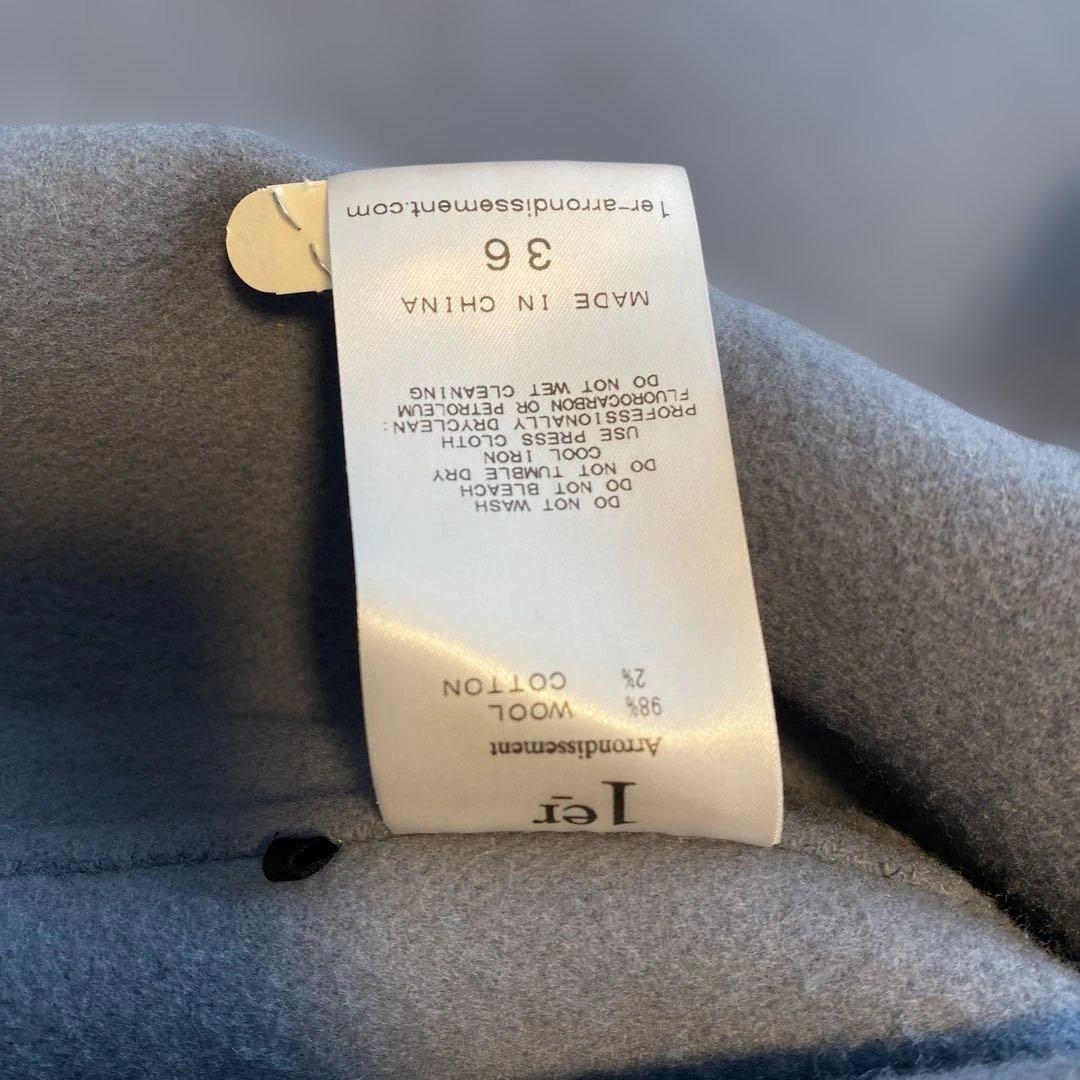 1er
Arrondissement
98% WOOL
2% COTTON
DO NOT WASH
DO NOT BLEACH
DO NOT TUMBLE DRY
COOL IRON
USE PRESS CLOTH
PROFESSIONALLY DRYCLEAN:
FLUOROCARBON OR PETROLEUM
DO NOT WET CLEANING
MADE IN CHINA
36
1er-arrondissement.com